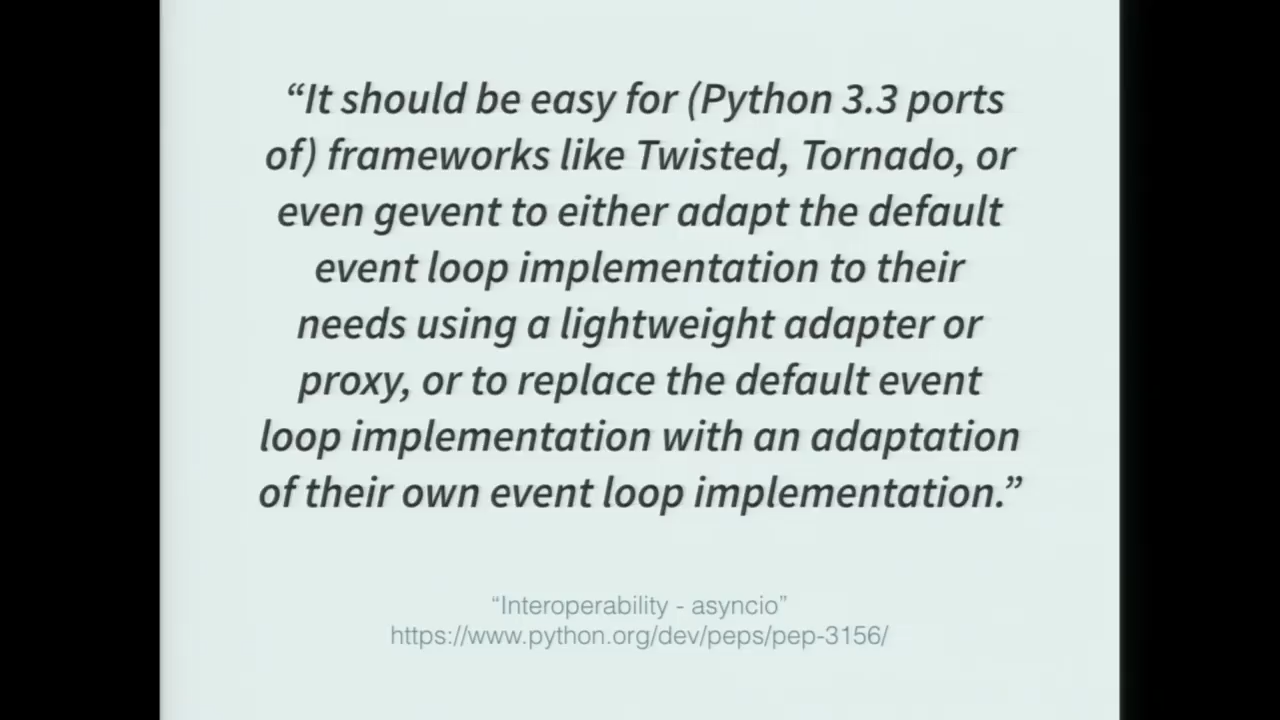 “It should be easy for (Python 3.3 ports
of) frameworks like Twisted, Tornado, or
even gevent to either adapt the default
event loop implementation to their
needs using a lightweight adapter or
proxy, or to replace the default event
loop implementation with an adaptation
of their own event loop implementation.”
“Interoperability - asyncio”
https://www.python.org/dev/peps/pep-3156/